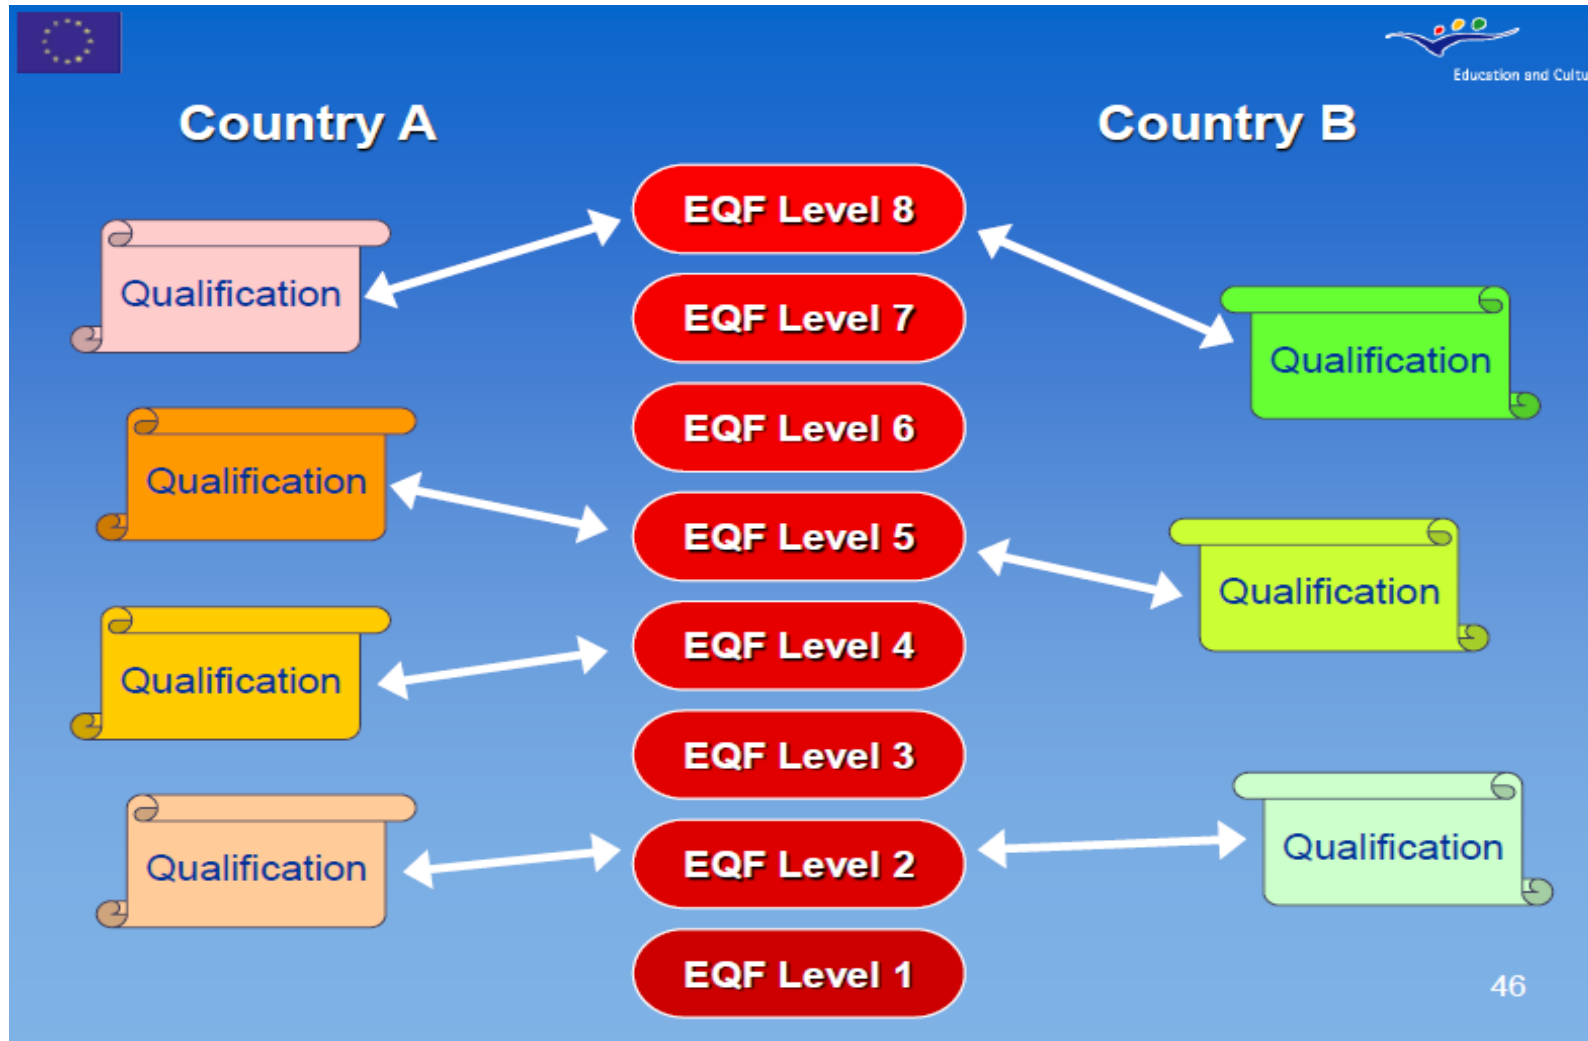 Education and Cultu
Country A
Country B
EQF Level 8
EQF Level 7
EQF Level 6
EQF Level 5
EQF Level 4
EQF Level 3
EQF Level 2
EQF Level 1
Qualification
Qualification
Qualification
Qualification
Qualification
Qualification
Qualification
46